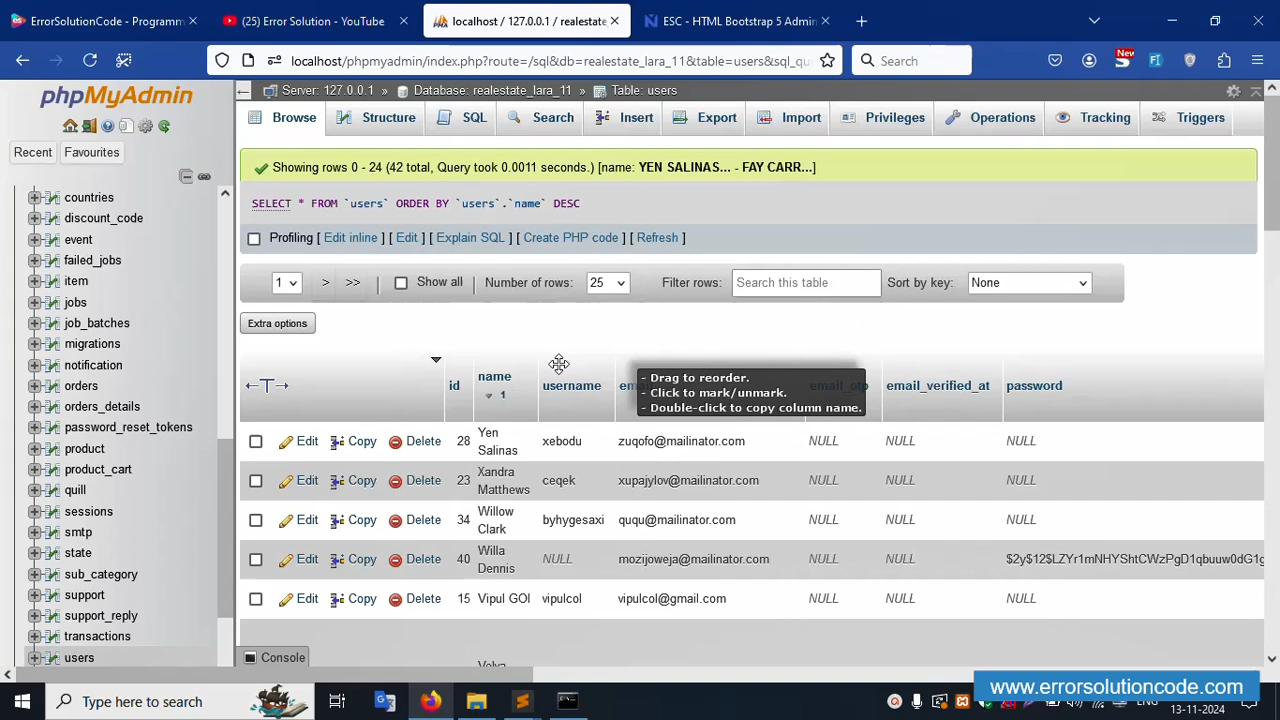 ErrorSolutionCode - Programm
(25) Error Solution - YouTube
localhost / 127.0.0.1 / realestate_
ESC - HTML Bootstrap 5 Admin
localhost/phpmyadmin/index.php?route=/sql&db=realestate_lara_11&table=users&sql_qu
Search
New
phpMyAdmin
Recent
Favourites
countries
discount_code
event
failed_jobs
item
jobs
job_batches
migrations
notification
orders
orders_details
password_reset_tokens
product
product_cart
quill
sessions
smtp
state
sub_category
support
support_reply
transactions
users
Server: 127.0.0.1 » Database: realestate_lara_11 » Table: users
Browse Structure SQL Search Insert Export Import Privileges Operations Tracking Triggers
Showing rows 0 - 24 (42 total, Query took 0.0011 seconds.) [name: YEN SALINAS... - FAY CARR...]
SELECT * FROM `users` ORDER BY `users`.`name` DESC
Profiling [ Edit inline ] [ Edit ] [ Explain SQL ] [ Create PHP code ] [ Refresh ]
1 > >> Show all Number of rows: 25 Filter rows: Search this table Sort by key: None
Extra options
id name 1 username email_otp email_verified_at password
- Drag to reorder.
- Click to mark/unmark.
- Double-click to copy column name.
Edit Copy Delete 28 Yen Salinas xebodu zuqofo@mailinator.com NULL NULL NULL
Edit Copy Delete 23 Xandra Matthews ceqek xupajylov@mailinator.com NULL NULL NULL
Edit Copy Delete 34 Willow Clark byhygesaxi ququ@mailinator.com NULL NULL NULL
Edit Copy Delete 40 Willa Dennis NULL mozijoweja@mailinator.com NULL NULL $2y$12$LZYr1mNHYShtCWzPgD1qbuuw0dG1g
Edit Copy Delete 15 Vipul GOI vipulcol vipulcol@gmail.com NULL NULL NULL
Console
Type here to search
www.errorsolutioncode.com
13-11-2024